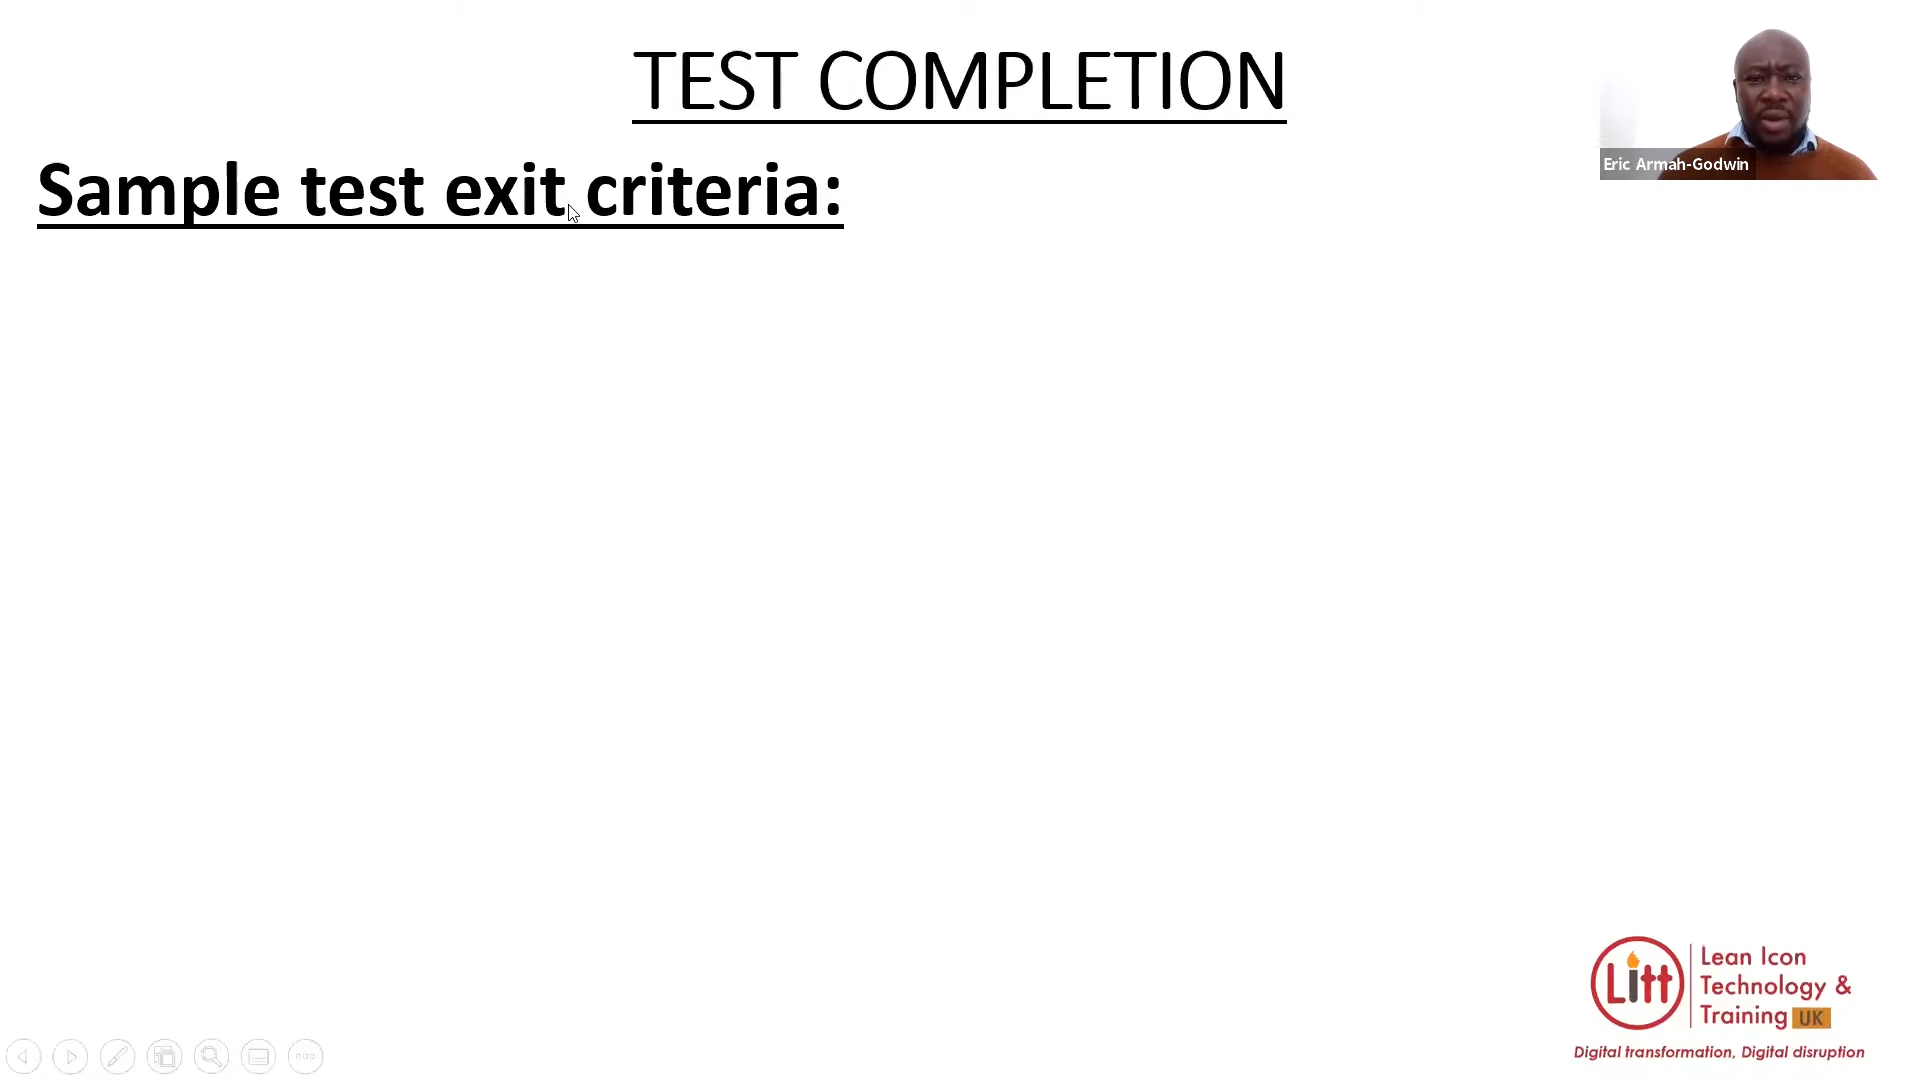 TEST COMPLETION
Eric Armah-Godwin
Sample test exit criteria:
Litt
Lean Icon
Technology &
Training UK
Digital transformation, Digital disruption